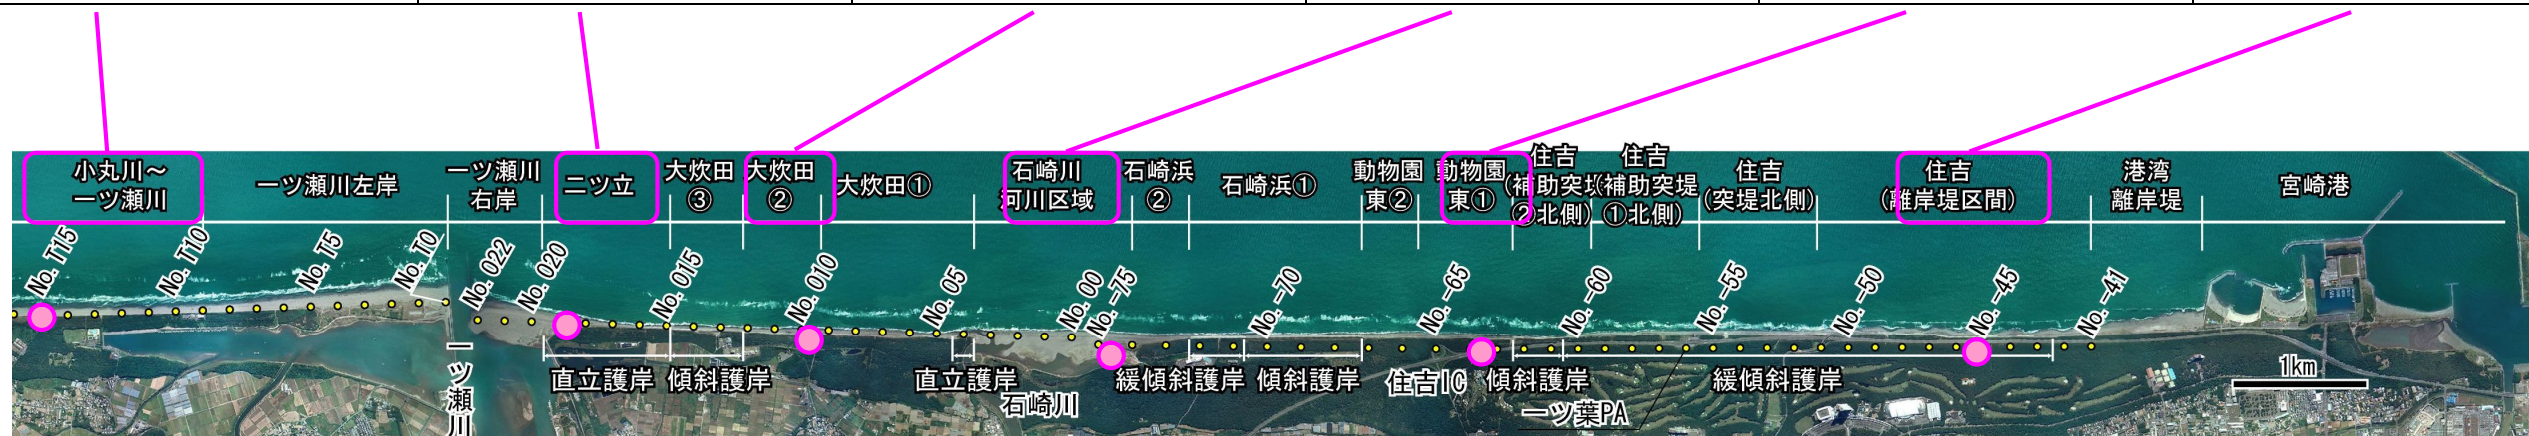 小丸川～
一ツ瀬川
一ツ瀬川左岸
一ツ瀬川
右岸
二ツ立
大炊田
③
大炊田
②
大炊田①
石崎川
河川区域
石崎浜
②
石崎浜①
動物園
東②
動物園
東①
住吉
(補助突堤
②北側)
住吉
(補助突堤
①北側)
住吉
(突堤北側)
住吉
(離岸堤区間)
港湾
離岸堤
宮崎港
No. T15
No. T10
No. T5
No. T0
No. 022
No. 020
No. 015
No. 010
No. 05
No. 00
No. -75
No. -70
No. -65
No. -60
No. -55
No. -50
No. -45
No. -41
一ツ瀬川
直立護岸
傾斜護岸
直立護岸
石崎川
緩傾斜護岸
傾斜護岸
住吉IC
傾斜護岸
一ツ葉PA
緩傾斜護岸
1km